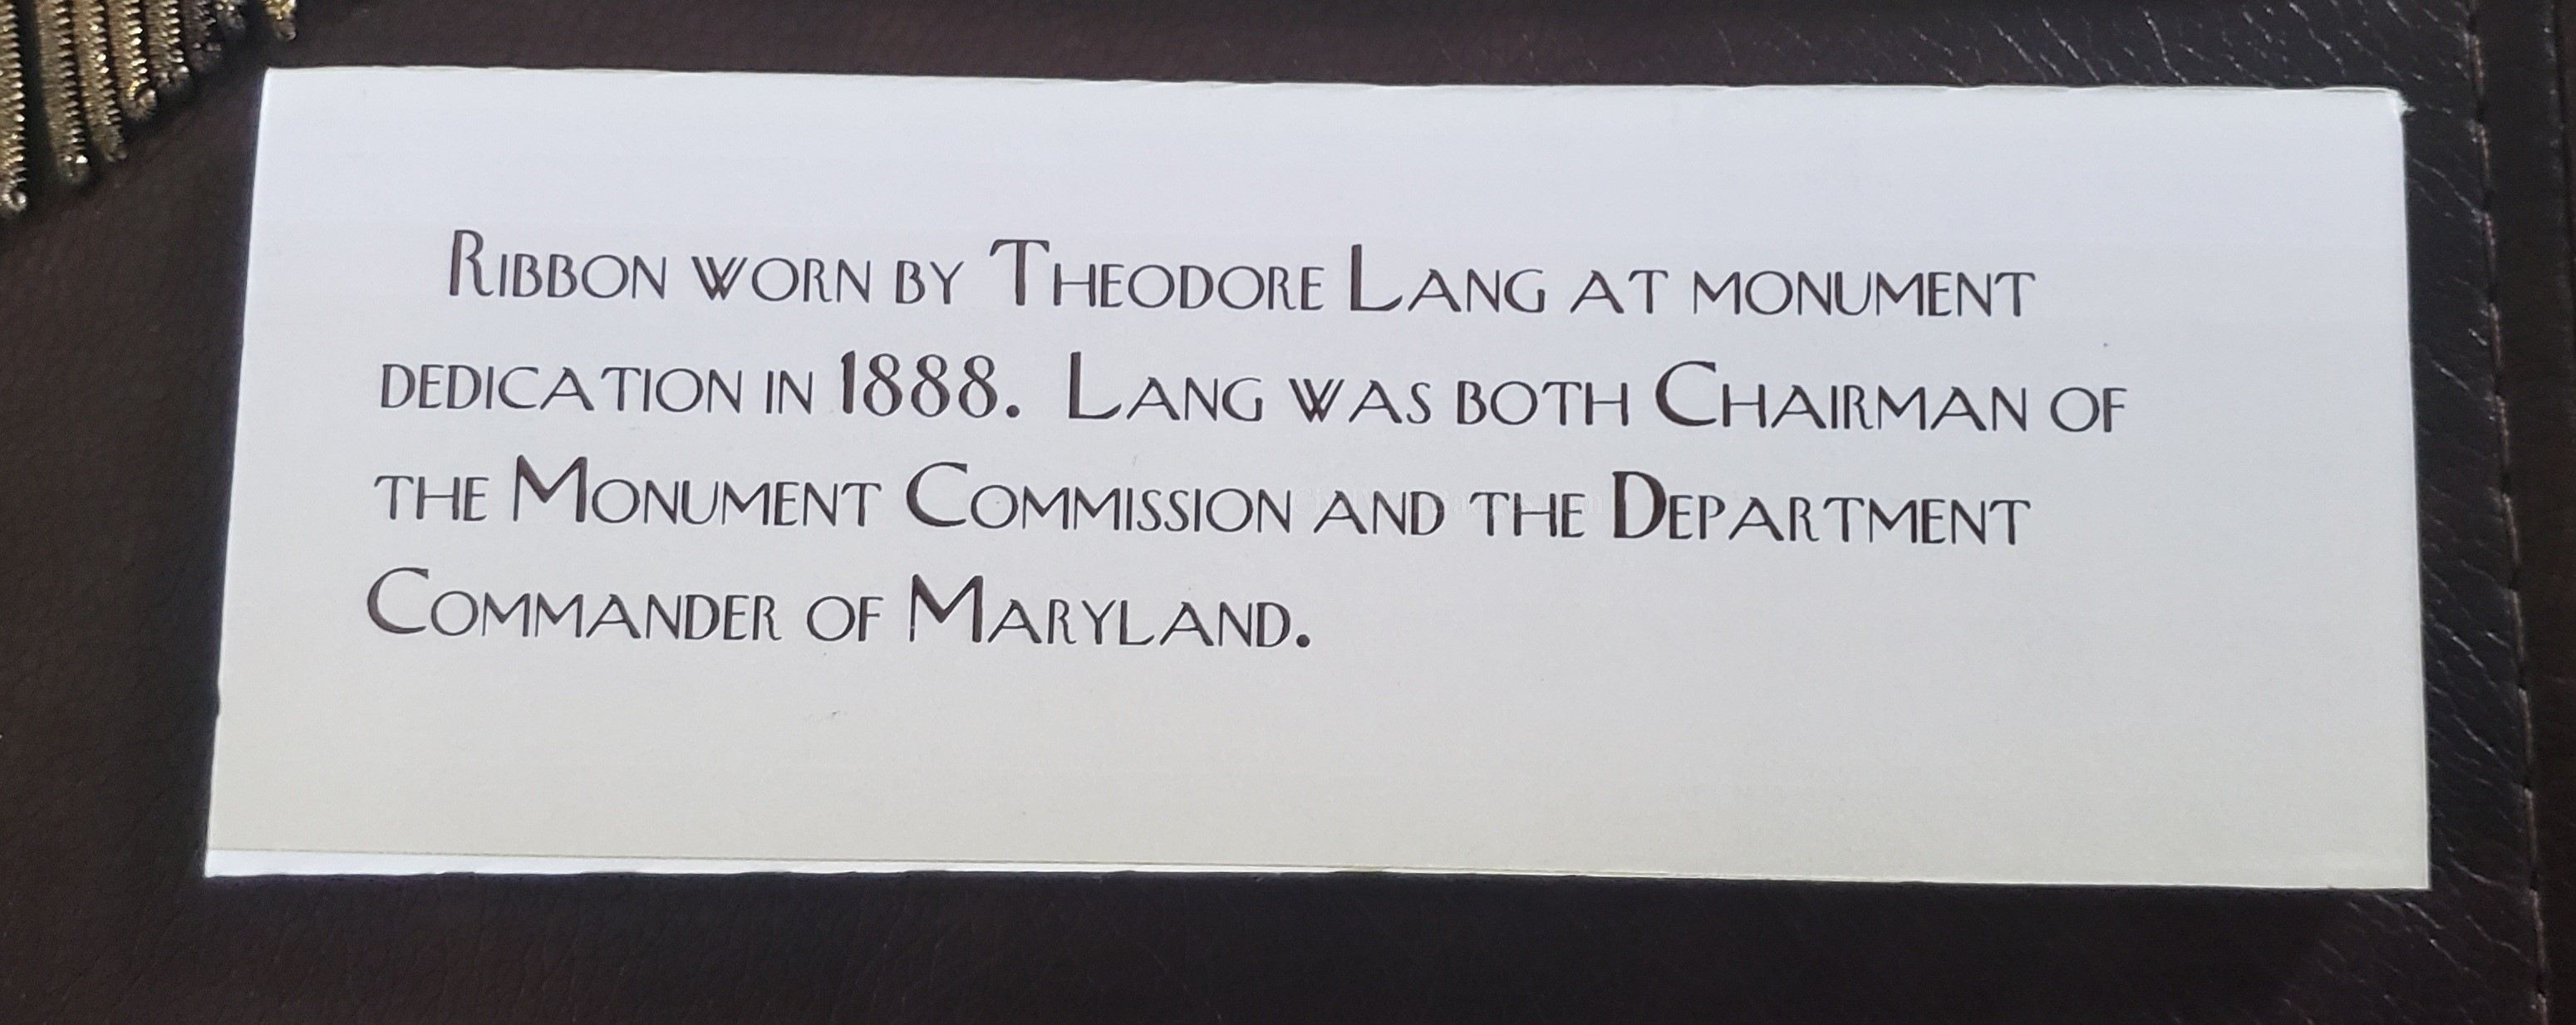 Ribbon worn by Theodore Lang at monument
dedication in 1888. Lang was both Chairman of
the Monument Commission and the Department
Commander of Maryland.